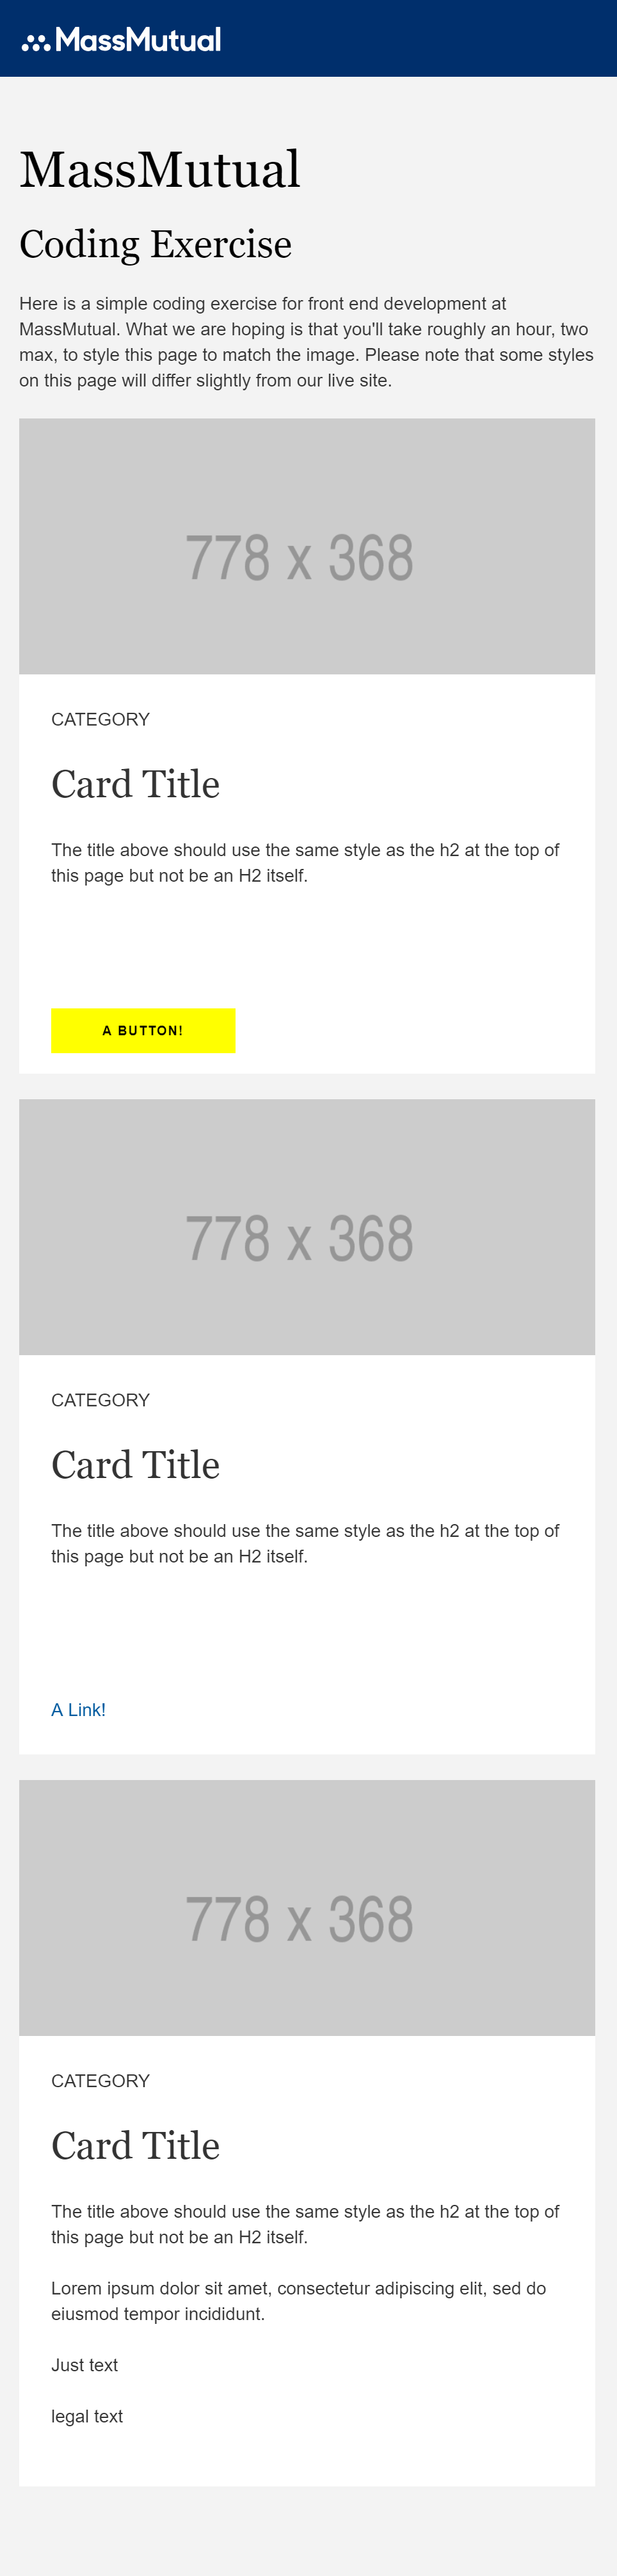 MassMutual
MassMutual
Coding Exercise
Here is a simple coding exercise for front end development at
MassMutual. What we are hoping is that you'll take roughly an hour, two
max, to style this page to match the image. Please note that some styles
on this page will differ slightly from our live site.
778 x 368
CATEGORY
Card Title
The title above should use the same style as the h2 at the top of
this page but not be an H2 itself.
A BUTTON!
778 x 368
CATEGORY
Card Title
The title above should use the same style as the h2 at the top of
this page but not be an H2 itself.
A Link!
778 x 368
CATEGORY
Card Title
The title above should use the same style as the h2 at the top of
this page but not be an H2 itself.
Lorem ipsum dolor sit amet, consectetur adipiscing elit, sed do
eiusmod tempor incididunt.
Just text
legal text